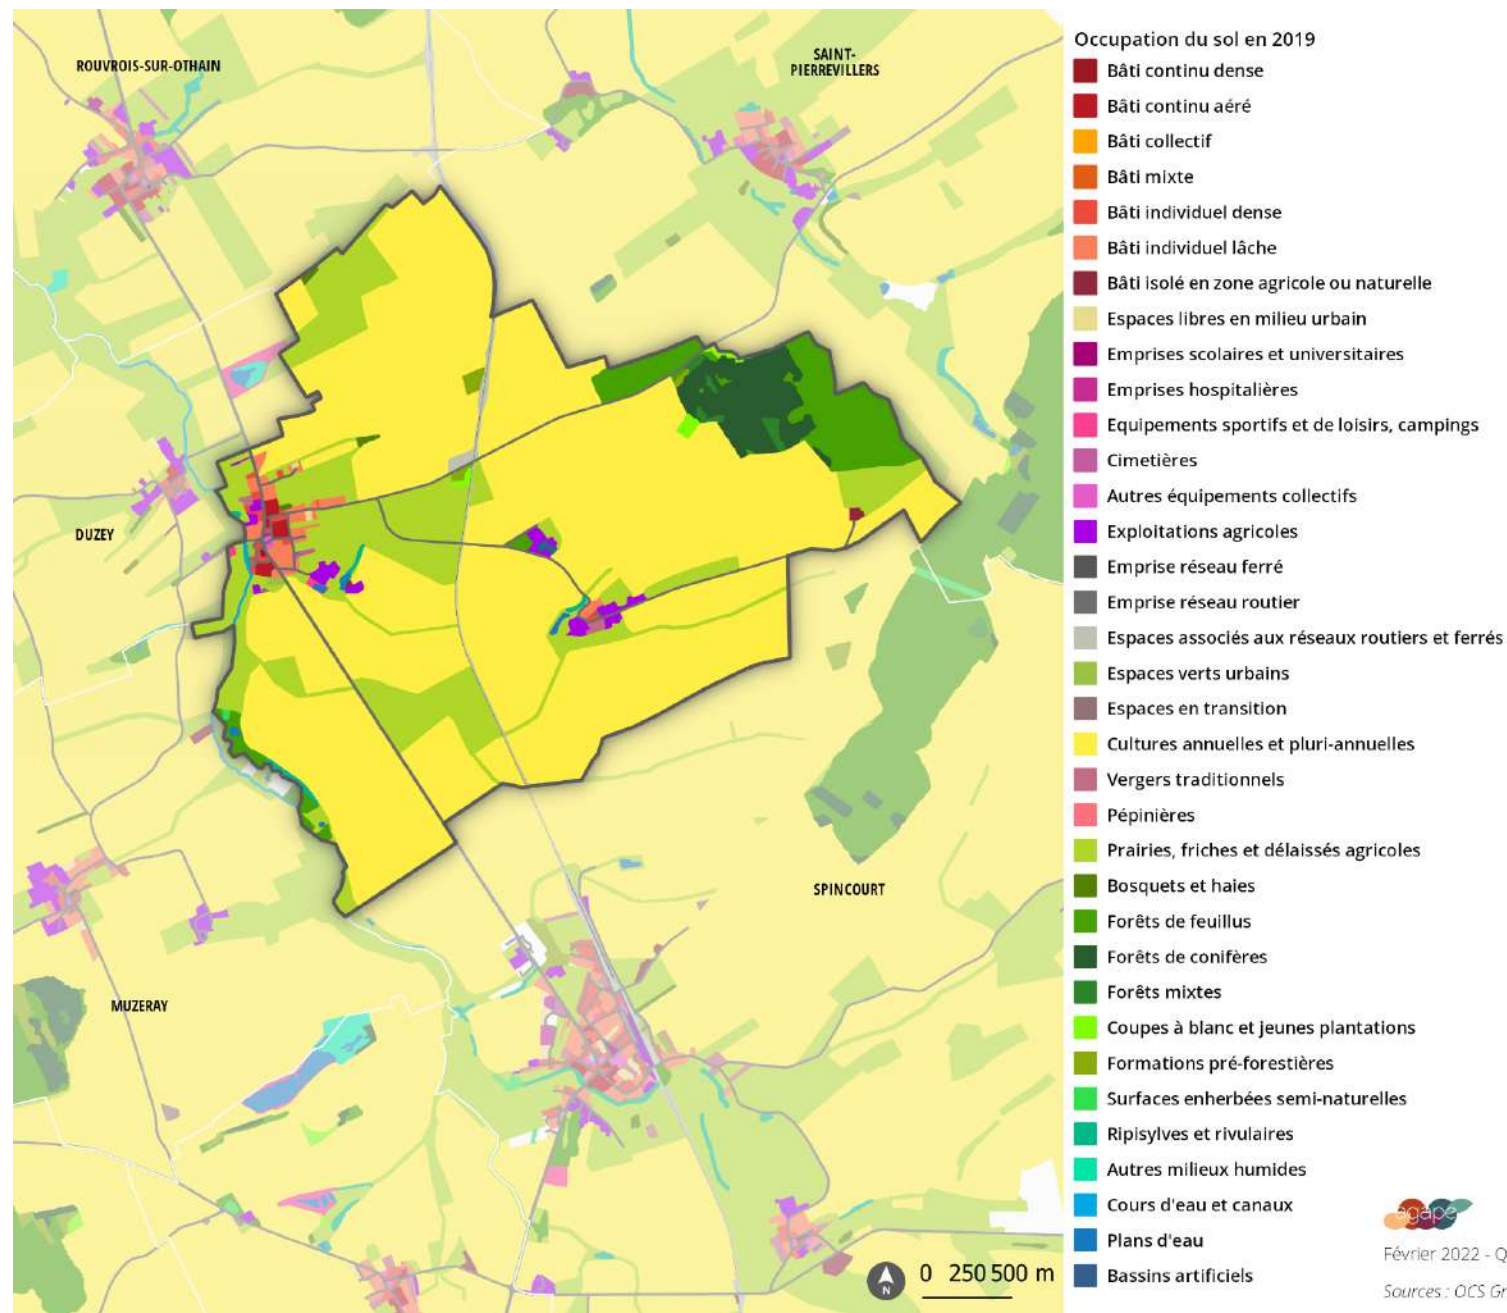 ROUVROIS-SUR-OTHAIN
SAINT-
PIERREVILLERS
DUZEY
SPINCOURT
MUZERAY
N
0 250 500 m
Occupation du sol en 2019
Bâti continu dense
Bâti continu aéré
Bâti collectif
Bâti mixte
Bâti individuel dense
Bâti individuel lâche
Bâti isolé en zone agricole ou naturelle
Espaces libres en milieu urbain
Emprises scolaires et universitaires
Emprises hospitalières
Equipements sportifs et de loisirs, campings
Cimetières
Autres équipements collectifs
Exploitations agricoles
Emprise réseau ferré
Emprise réseau routier
Espaces associés aux réseaux routiers et ferrés
Espaces verts urbains
Espaces en transition
Cultures annuelles et pluri-annuelles
Vergers traditionnels
Pépinières
Prairies, friches et délaissés agricoles
Bosquets et haies
Forêts de feuillus
Forêts de conifères
Forêts mixtes
Coupes à blanc et jeunes plantations
Formations pré-forestières
Surfaces enherbées semi-naturelles
Ripisylves et rivulaires
Autres milieux humides
Cours d'eau et canaux
Plans d'eau
Bassins artificiels
agape
Février 2022 - Q
Sources : OCS Gr